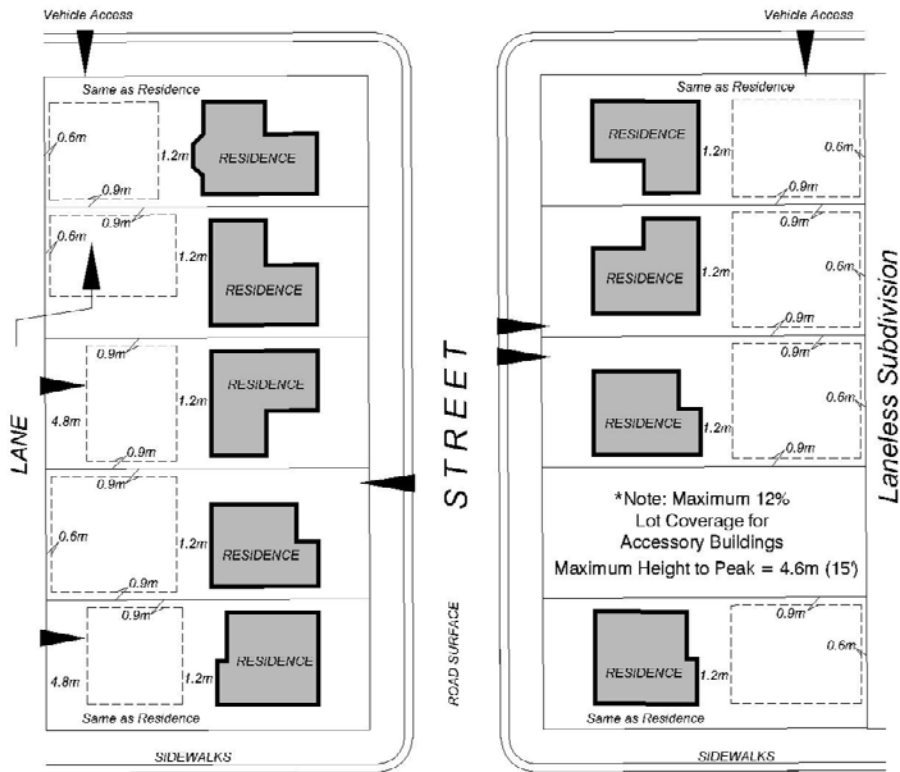 Vehicle Access
Same as Residence
0.6m
1.2m
RESIDENCE
0.9m
0.9m
0.6m
1.2m
RESIDENCE
0.9m
RESIDENCE
1.2m
4.8m
0.9m
LANE
0.9m
0.6m
1.2m
RESIDENCE
0.9m
0.9m
RESIDENCE
4.8m
1.2m
Same as Residence
SIDEWALKS
STREET
ROAD SURFACE
Vehicle Access
Same as Residence
RESIDENCE
1.2m
0.6m
0.9m
0.9m
RESIDENCE
1.2m
0.6m
0.9m
0.9m
0.6m
RESIDENCE
1.2m
0.9m
*Note: Maximum 12%
Lot Coverage for
Accessory Buildings
Maximum Height to Peak = 4.6m (15')
0.9m
0.6m
RESIDENCE
1.2m
Same as Residence
SIDEWALKS
Laneless Subdivision